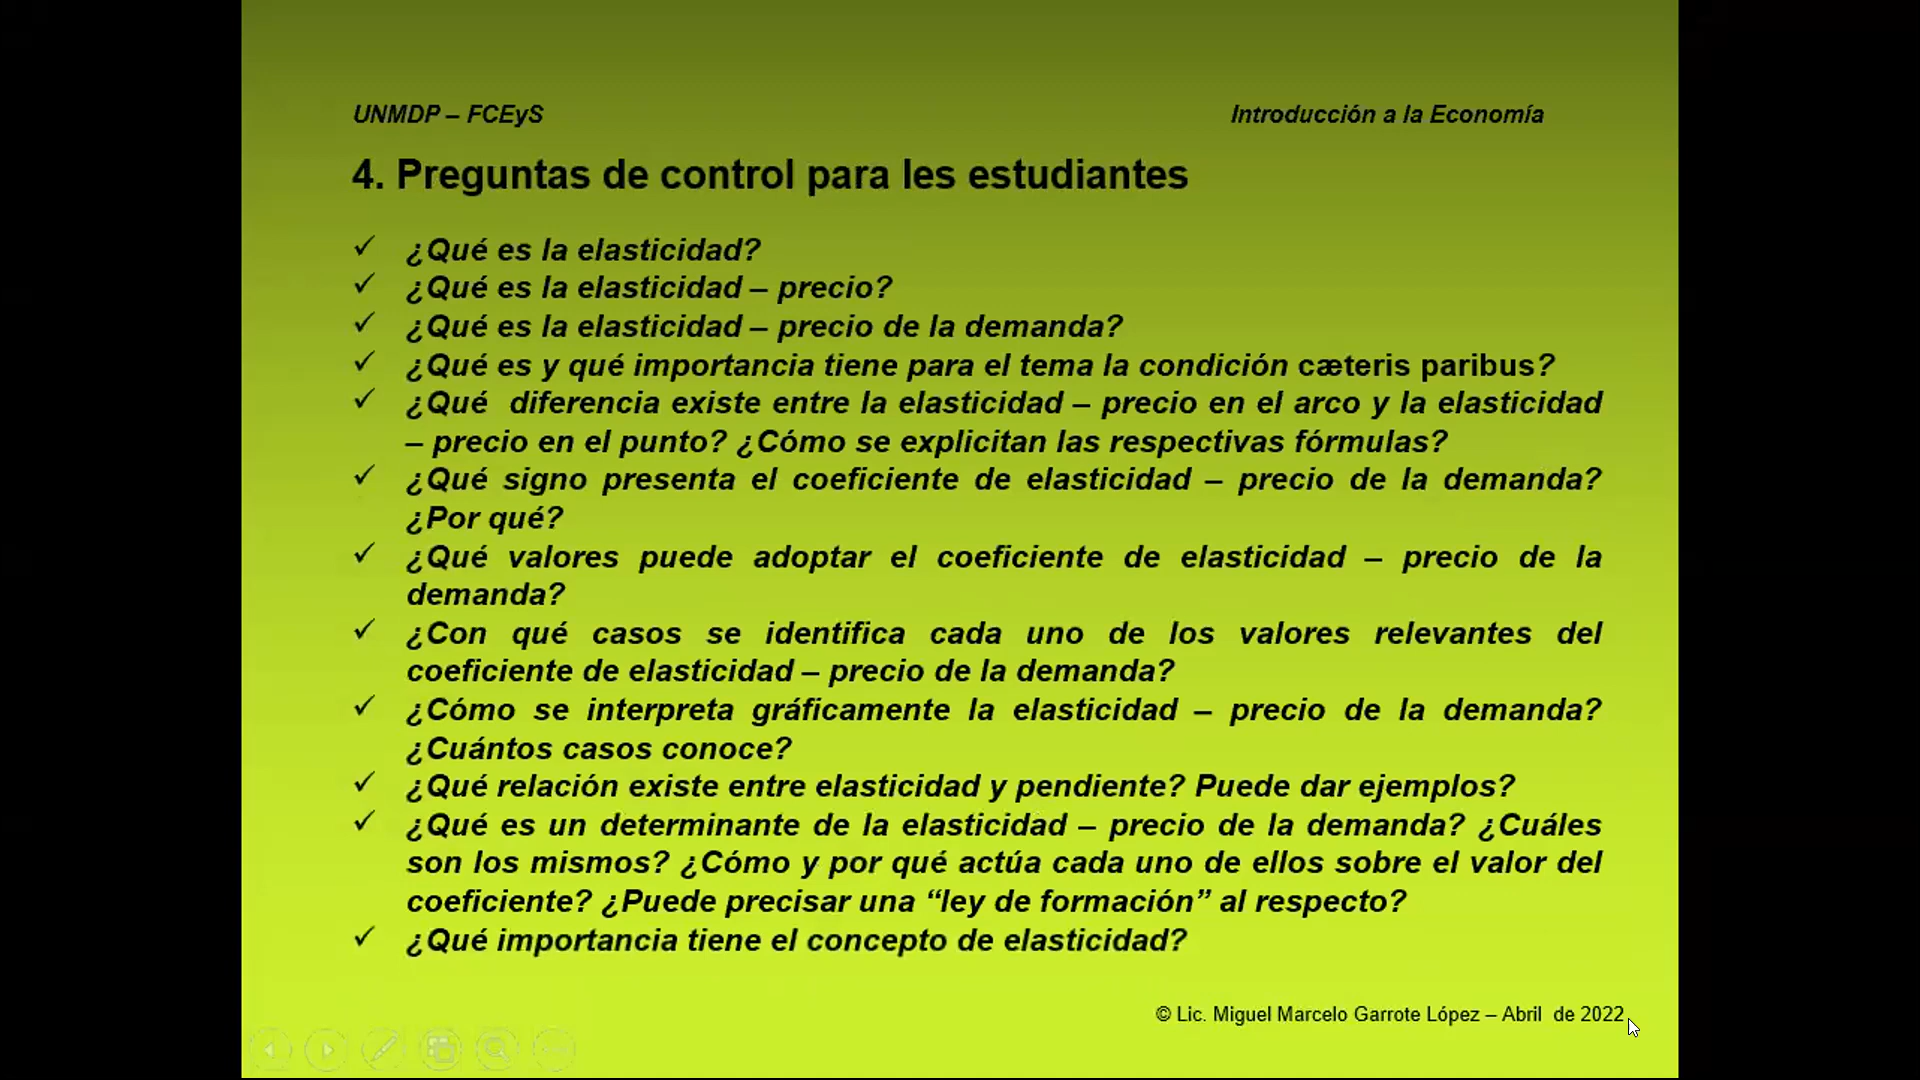 UNMDP – FCEyS
Introducción a la Economía
4. Preguntas de control para les estudiantes
✓ ¿Qué es la elasticidad?
✓ ¿Qué es la elasticidad – precio?
✓ ¿Qué es la elasticidad – precio de la demanda?
✓ ¿Qué es y qué importancia tiene para el tema la condición cæteris paribus?
✓ ¿Qué diferencia existe entre la elasticidad – precio en el arco y la elasticidad
– precio en el punto? ¿Cómo se explicitan las respectivas fórmulas?
✓ ¿Qué signo presenta el coeficiente de elasticidad – precio de la demanda?
¿Por qué?
✓ ¿Qué valores puede adoptar el coeficiente de elasticidad – precio de la
demanda?
✓ ¿Con qué casos se identifica cada uno de los valores relevantes del
coeficiente de elasticidad – precio de la demanda?
✓ ¿Cómo se interpreta gráficamente la elasticidad – precio de la demanda?
¿Cuántos casos conoce?
✓ ¿Qué relación existe entre elasticidad y pendiente? Puede dar ejemplos?
✓ ¿Qué es un determinante de la elasticidad – precio de la demanda? ¿Cuáles
son los mismos? ¿Cómo y por qué actúa cada uno de ellos sobre el valor del
coeficiente? ¿Puede precisar una “ley de formación” al respecto?
✓ ¿Qué importancia tiene el concepto de elasticidad?
© Lic. Miguel Marcelo Garrote López – Abril de 2022